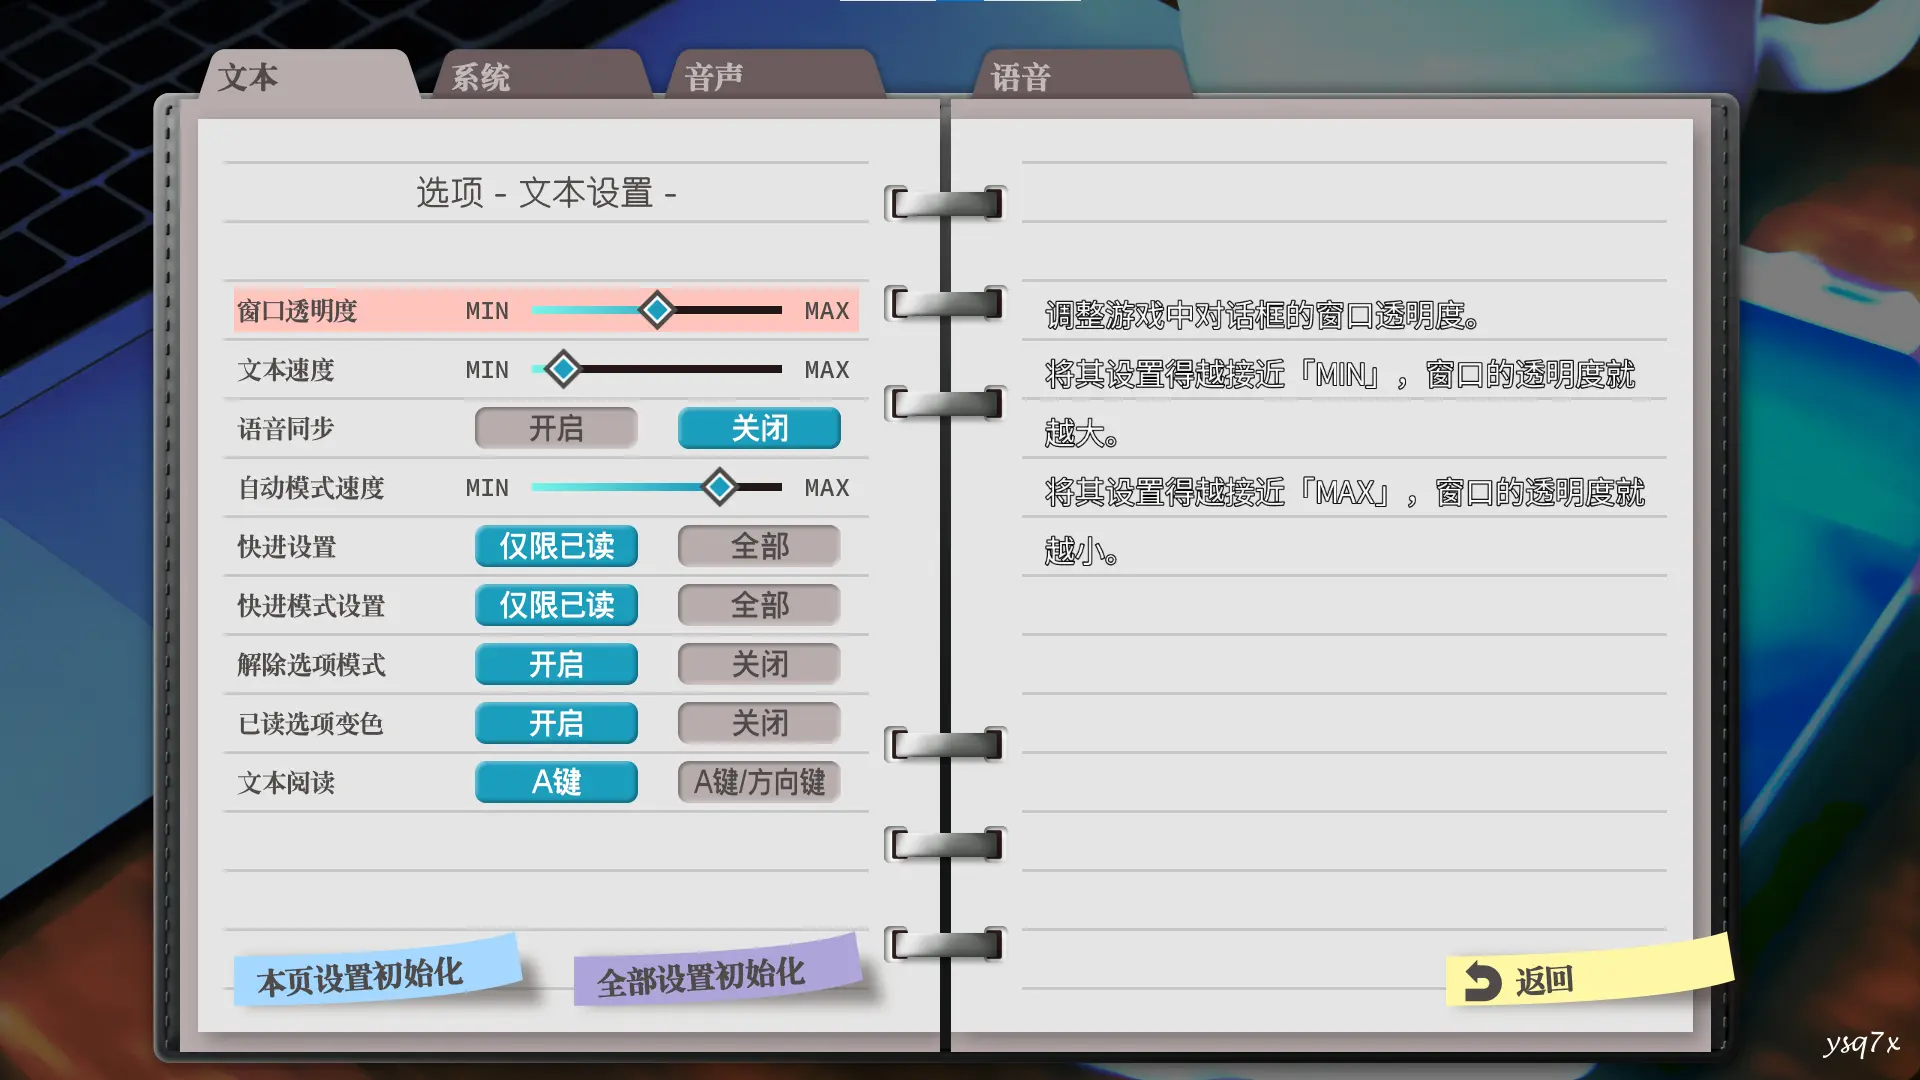 文本
系统
音声
语音
选项 - 文本设置 -
窗口透明度 MIN MAX
文本速度 MIN MAX
语音同步 开启 关闭
自动模式速度 MIN MAX
快进设置 仅限已读 全部
快进模式设置 仅限已读 全部
解除选项模式 开启 关闭
已读选项变色 开启 关闭
文本阅读 A键 A键/方向键
本页设置初始化
全部设置初始化
调整游戏中对话框的窗口透明度。
将其设置得越接近「MIN」，窗口的透明度就
越大。
将其设置得越接近「MAX」，窗口的透明度就
越小。
返回
ysq7x